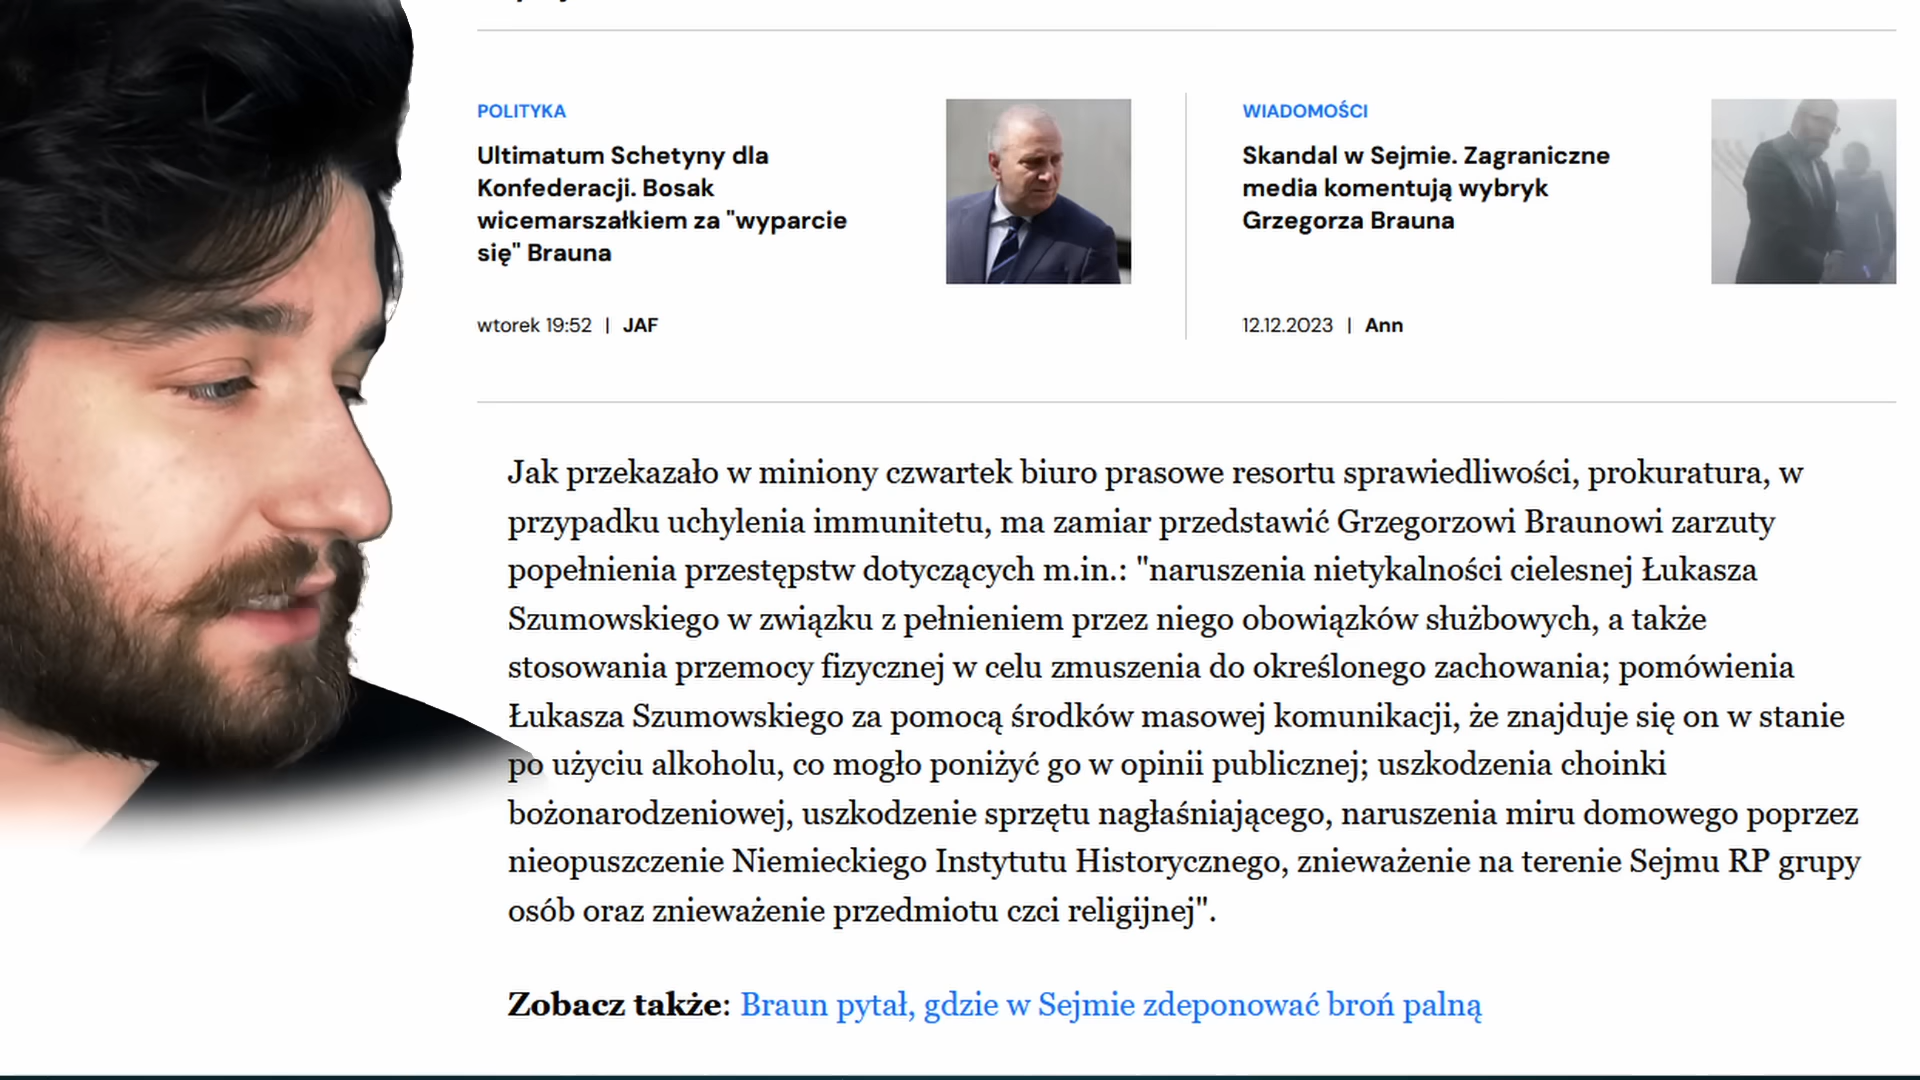 POLITYKA
Ultimatum Schetyny dla
Konfederacji. Bosak
wicemarszałkiem za "wyparcie
się" Brauna
wtorek 19:52 | JAF
WIADOMOŚCI
Skandal w Sejmie. Zagraniczne
media komentują wybryk
Grzegorza Brauna
12.12.2023 | Ann
Jak przekazało w miniony czwartek biuro prasowe resortu sprawiedliwości, prokuratura, w
przypadku uchylenia immunitetu, ma zamiar przedstawić Grzegorzowi Braunowi zarzuty
popełnienia przestępstw dotyczących m.in.: "naruszenia nietykalności cielesnej Łukasza
Szumowskiego w związku z pełnieniem przez niego obowiązków służbowych, a także
stosowania przemocy fizycznej w celu zmuszenia do określonego zachowania; pomówienia
Łukasza Szumowskiego za pomocą środków masowej komunikacji, że znajduje się on w stanie
po użyciu alkoholu, co mogło poniżyć go w opinii publicznej; uszkodzenia choinki
bożonarodzeniowej, uszkodzenie sprzętu nagłaśniającego, naruszenia miru domowego poprzez
nieopuszczenie Niemieckiego Instytutu Historycznego, znieważenie na terenie Sejmu RP grupy
osób oraz znieważenie przedmiotu czci religijnej".
Zobacz także: Braun pytał, gdzie w Sejmie zdeponować broń palną